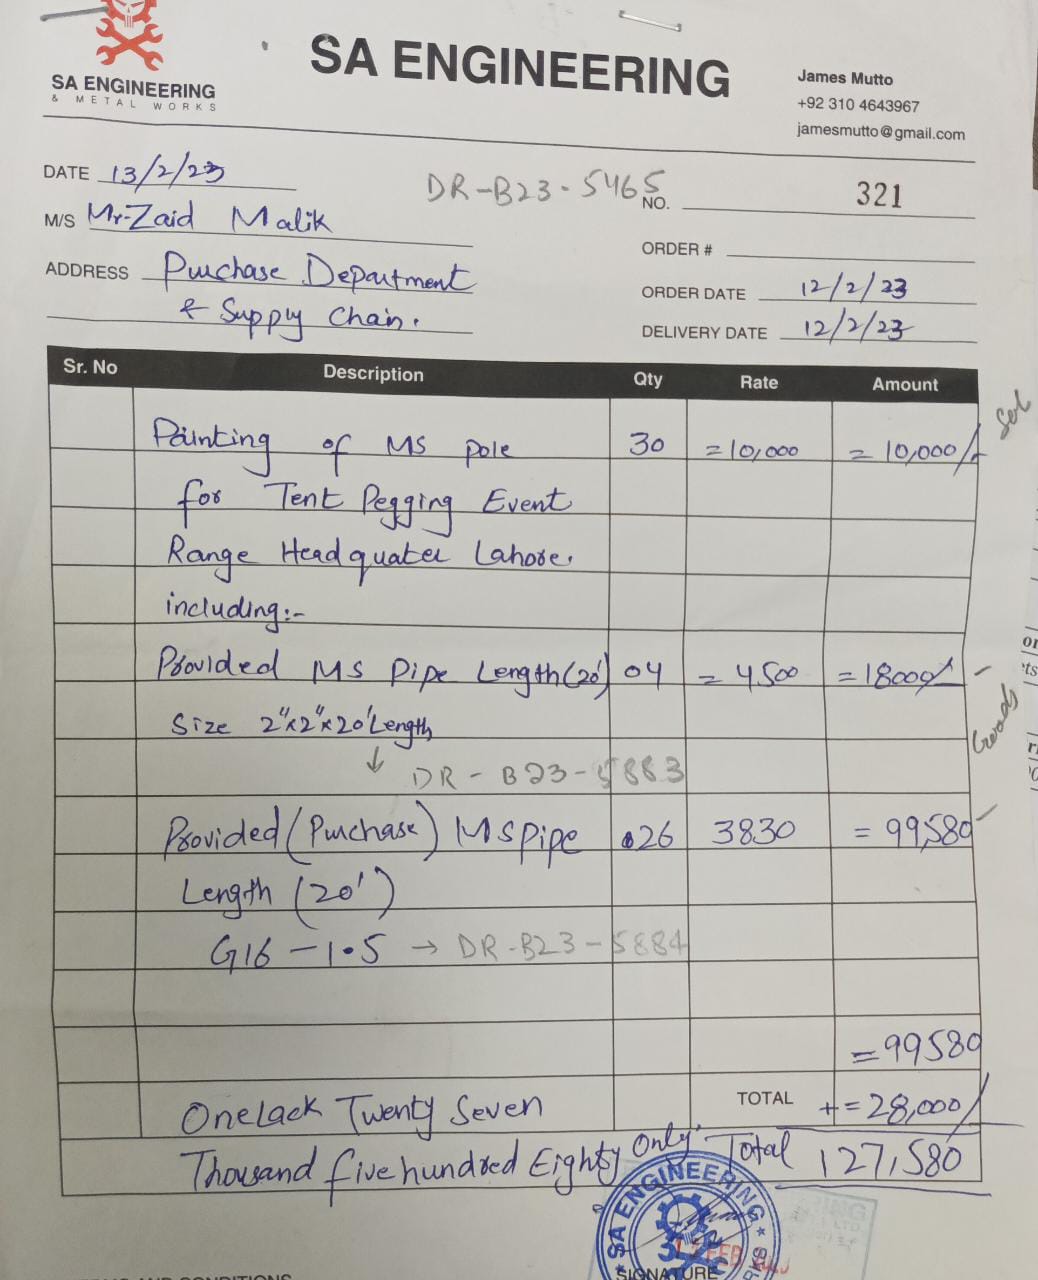 SA ENGINEERING
& METAL WORKS
SA ENGINEERING
James Mutto
+92 310 4643967
jamesmutto@gmail.com
DATE 13/2/23
DR-B23-5465
NO. 321
M/S Mr-Zaid Malik
ORDER #
ADDRESS Purchase Department
& Supply Chain.
ORDER DATE 12/2/23
DELIVERY DATE 12/2/23
Sr. No Description Qty Rate Amount
Painting of MS pole 30 =10,000 = 10,000/-
for Tent Pegging Event
Range Headquater Lahore.
including:-
Provided MS Pipe Length(20') 04 = 4500 =18000/-
Size 2"x2"x20'Length
↓ DR - B23-5883
Provided (Purchase) MS Pipe 26 3830 = 99,580
Length (20')
G16 - 1.5 → DR-B23-5884
=99580
One Lack Twenty Seven TOTAL += 28,000/
Thousand five hundred Eighty Only. Total 127,580
SA ENGINEERING
FEB
SIGNATURE